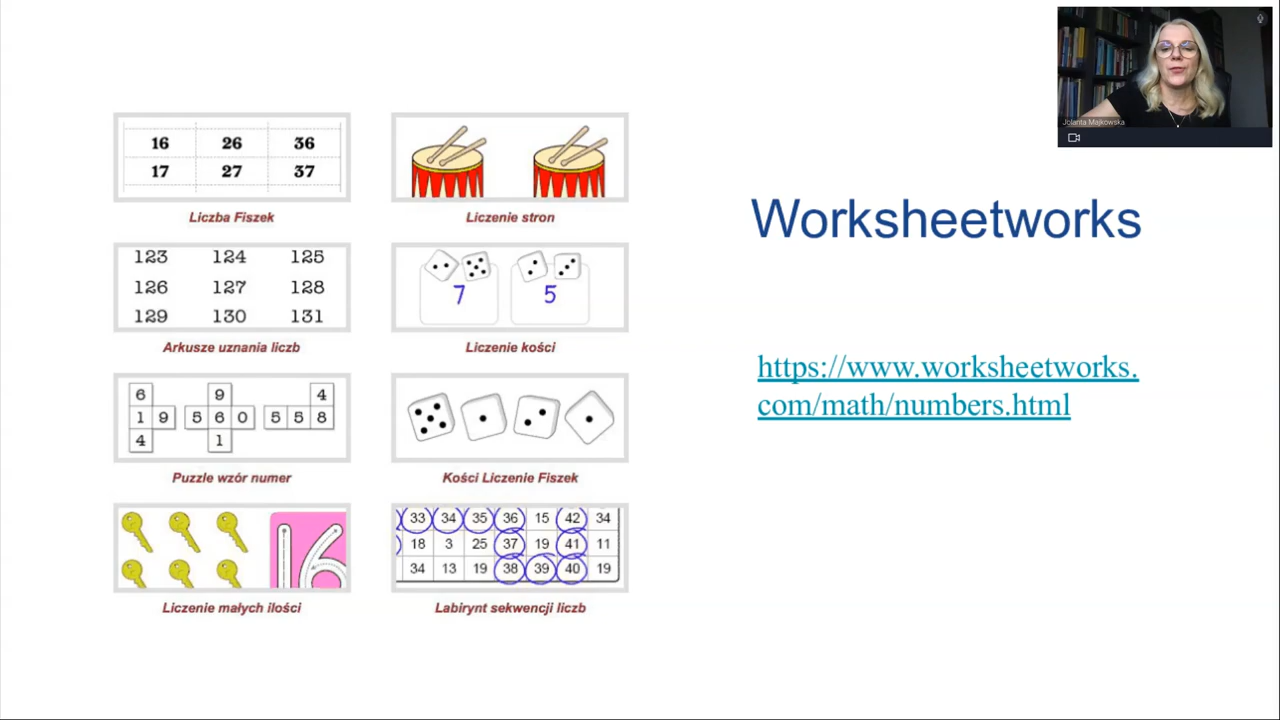 Jolanta Majkowska
16 26 36
17 27 37
Liczba Fiszek
Liczenie stron
123 124 125
126 127 128
129 130 131
Arkusze uznania liczb
7 5
Liczenie kości
6 9 4
1 9 5 6 0 5 5 8
4 1
Puzzle wzór numer
Kości Liczenie Fiszek
16
Liczenie małych ilości
33 34 35 36 15 42 34
18 3 25 37 19 41 11
34 13 19 38 39 40 19
Labirynt sekwencji liczb
Worksheetworks
https://www.worksheetworks.
com/math/numbers.html